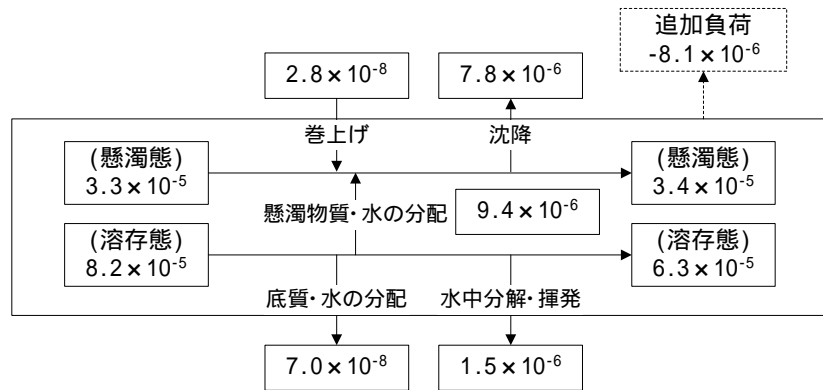 追加負荷
-8.1×10⁻⁶
2.8×10⁻⁸
7.8×10⁻⁶
巻上げ
沈降
(懸濁態)
3.3×10⁻⁵
(懸濁態)
3.4×10⁻⁵
懸濁物質・水の分配
9.4×10⁻⁶
(溶存態)
8.2×10⁻⁵
(溶存態)
6.3×10⁻⁵
底質・水の分配
水中分解・揮発
7.0×10⁻⁸
1.5×10⁻⁶